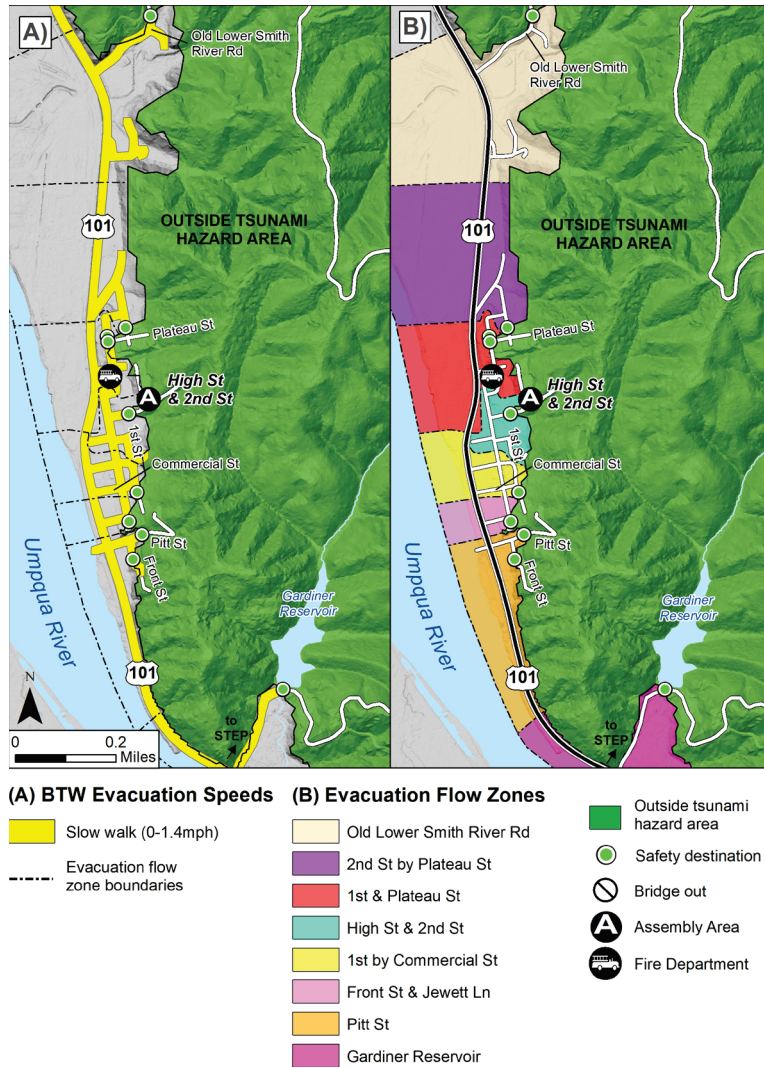 A)
Old Lower Smith
River Rd
101
OUTSIDE TSUNAMI
HAZARD AREA
Plateau St
High St
& 2nd St
A
1st St
Commercial St
Pitt St
Front St
Umpqua River
Gardiner
Reservoir
101
N
to
STEP
0 0.2
Miles
B)
Old Lower Smith
River Rd
101
OUTSIDE TSUNAMI
HAZARD AREA
Plateau St
High St
& 2nd St
A
1st St
Commercial St
Pitt St
Front St
Umpqua River
Gardiner
Reservoir
101
to
STEP
(A) BTW Evacuation Speeds
Slow walk (0-1.4mph)
Evacuation flow
zone boundaries
(B) Evacuation Flow Zones
Old Lower Smith River Rd
2nd St by Plateau St
1st & Plateau St
High St & 2nd St
1st by Commercial St
Front St & Jewett Ln
Pitt St
Gardiner Reservoir
Outside tsunami
hazard area
Safety destination
Bridge out
A
Assembly Area
Fire Department